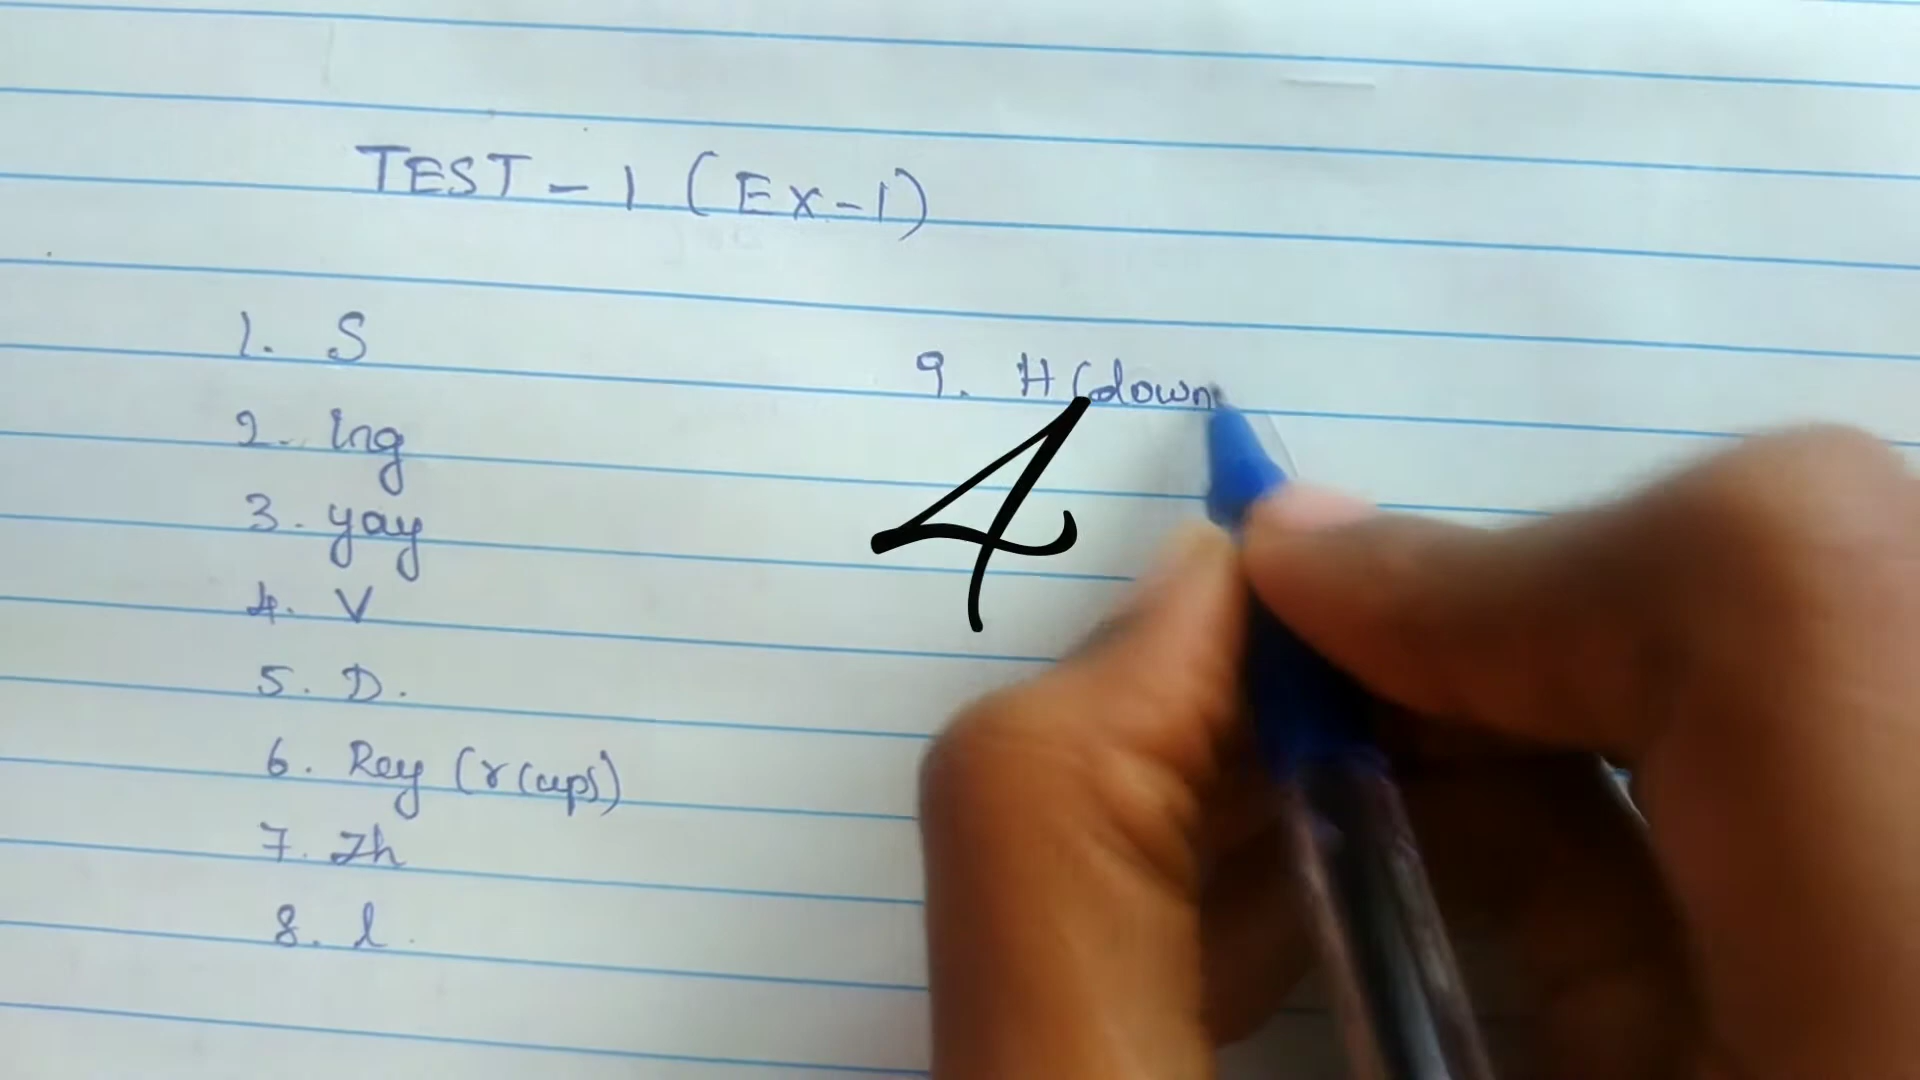 TEST - 1 (Ex-1)
1. S
2. ing
3. yay
4. V
5. D.
6. Ray (r(up))
7. Zh
8. l.
9. H (down
4